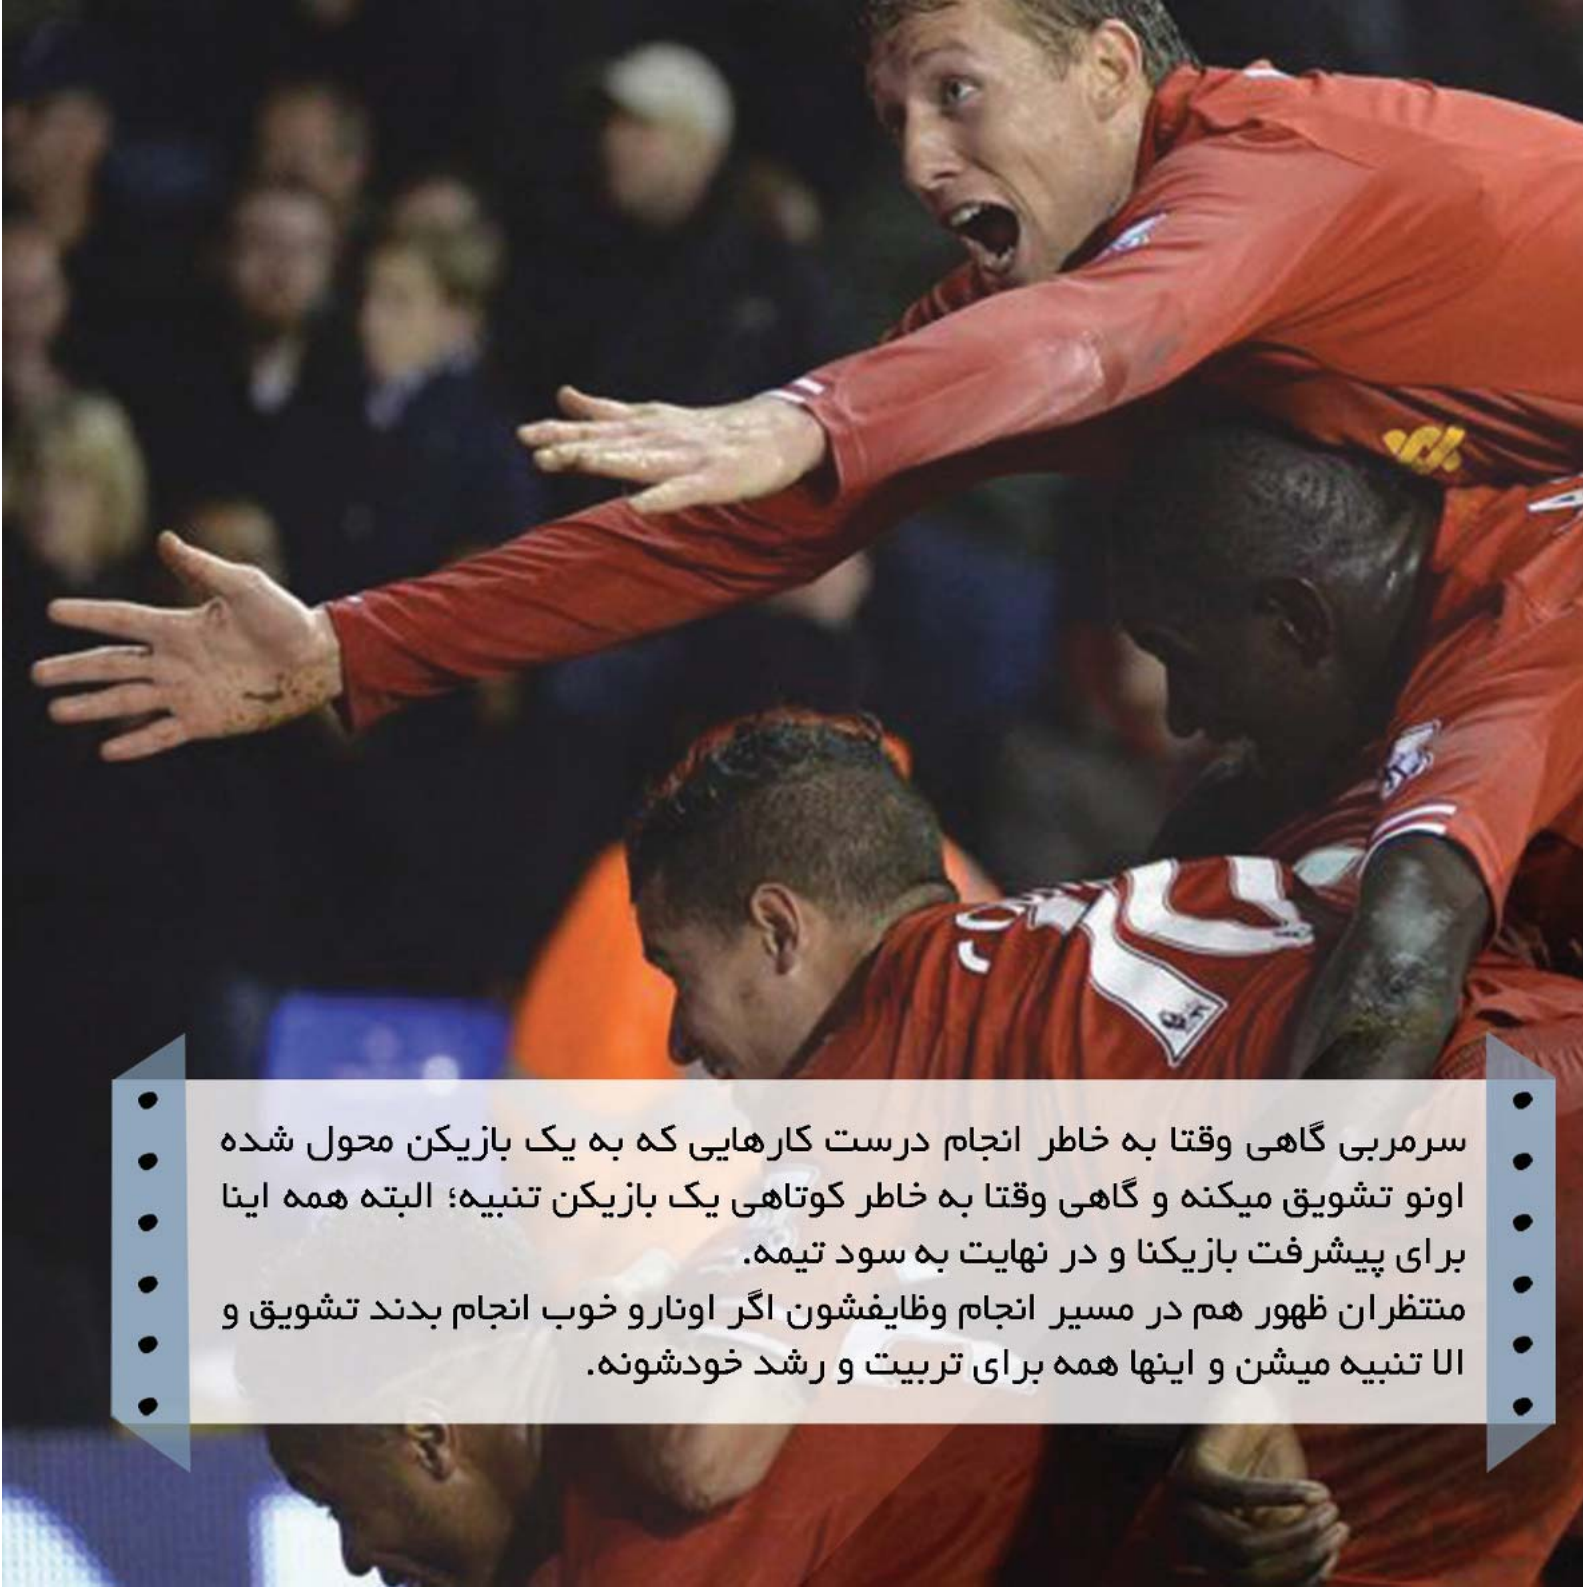 سرمربی گاهی وقتا به خاطر انجام درست کارهایی که به یک بازیکن محول شده
اونو تشویق میکنه و گاهی وقتا به خاطر کوتاهی یک بازیکن تنبیه؛ البته همه اینا
برای پیشرفت بازیکنا و در نهایت به سود تیمه.
منتظران ظهور هم در مسیر انجام وظایفشون اگر اونارو خوب انجام بدند تشویق و
الا تنبیه میشن و اینها همه برای تربیت و رشد خودشونه.